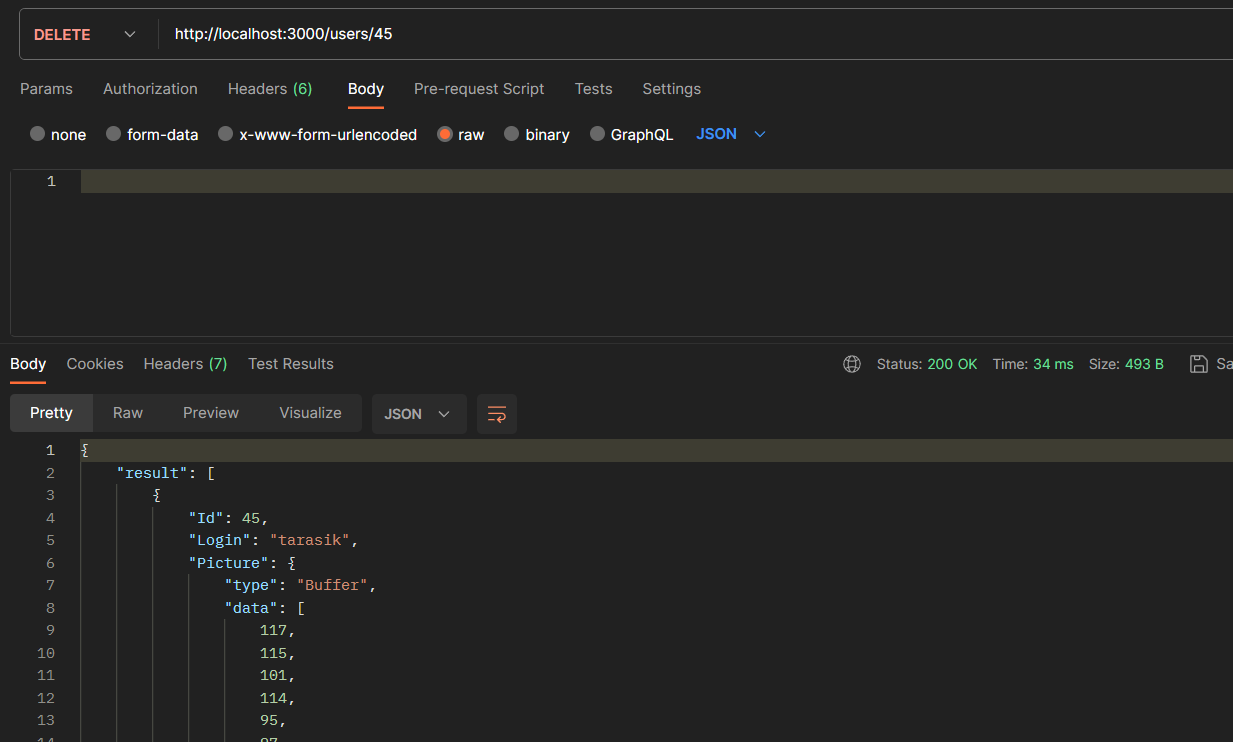 DELETE http://localhost:3000/users/45
Params Authorization Headers (6) Body Pre-request Script Tests Settings
none form-data x-www-form-urlencoded raw binary GraphQL JSON
1
Body Cookies Headers (7) Test Results Status: 200 OK Time: 34 ms Size: 493 B Sa
Pretty Raw Preview Visualize JSON
1 {
2 "result": [
3 {
4 "Id": 45,
5 "Login": "tarasik",
6 "Picture": {
7 "type": "Buffer",
8 "data": [
9 117,
10 115,
11 101,
12 114,
13 95,
14 97,